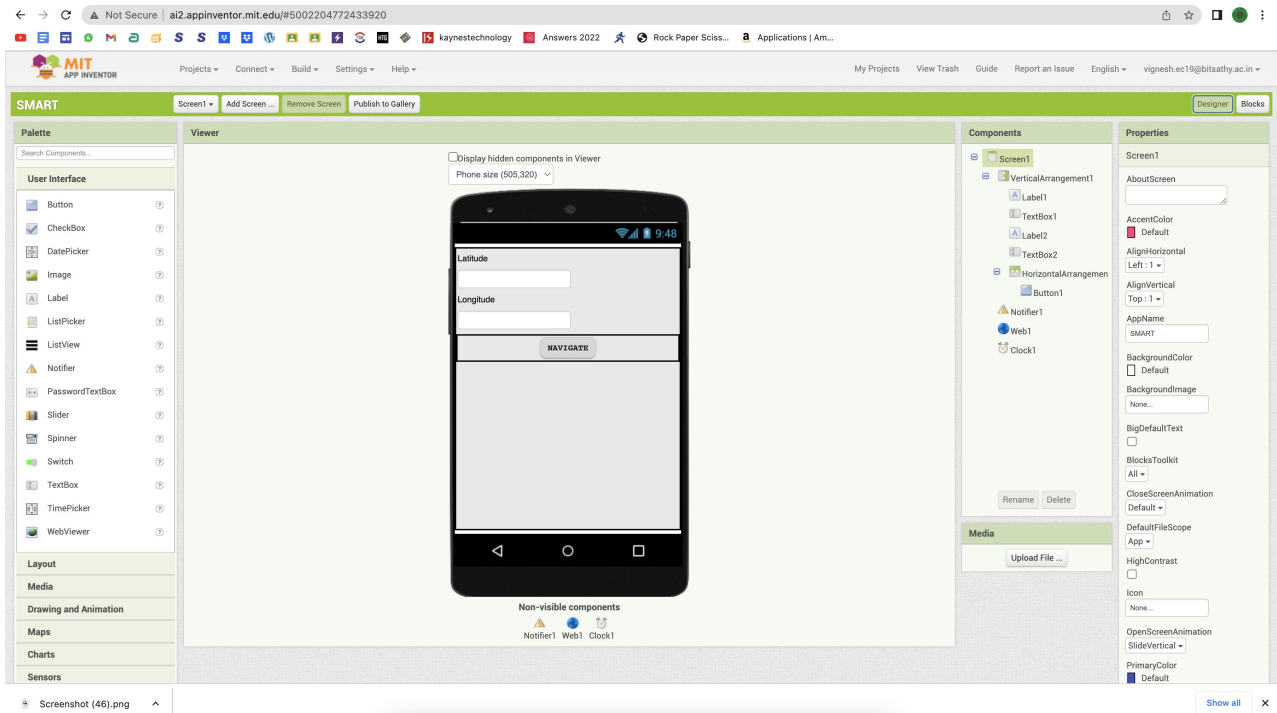 Not Secure | ai2.appinventor.mit.edu/#5002204772433920
kaynestechnology Answers 2022 Rock Paper Sciss... Applications | Am...
MIT APP INVENTOR Projects Connect Build Settings Help My Projects View Trash Guide Report an Issue English vignesh.ec19@bitsathy.ac.in
SMART Screen1 Add Screen ... Remove Screen Publish to Gallery Designer Blocks
Palette
Search Components...
User Interface
Button
CheckBox
DatePicker
Image
Label
ListPicker
ListView
Notifier
PasswordTextBox
Slider
Spinner
Switch
TextBox
TimePicker
WebViewer
Layout
Media
Drawing and Animation
Maps
Charts
Sensors
Viewer
Display hidden components in Viewer
Phone size (505,320)
9:48
Latitude
Longitude
NAVIGATE
Non-visible components
Notifier1 Web1 Clock1
Components
Screen1
VerticalArrangement1
Label1
TextBox1
Label2
TextBox2
HorizontalArrangemen
Button1
Notifier1
Web1
Clock1
Rename Delete
Media
Upload File ...
Properties
Screen1
AboutScreen
AccentColor
Default
AlignHorizontal
Left : 1
AlignVertical
Top : 1
AppName
SMART
BackgroundColor
Default
BackgroundImage
None...
BigDefaultText
BlocksToolkit
All
CloseScreenAnimation
Default
DefaultFileScope
App
HighContrast
Icon
None...
OpenScreenAnimation
SlideVertical
PrimaryColor
Default
Screenshot (46).png Show all